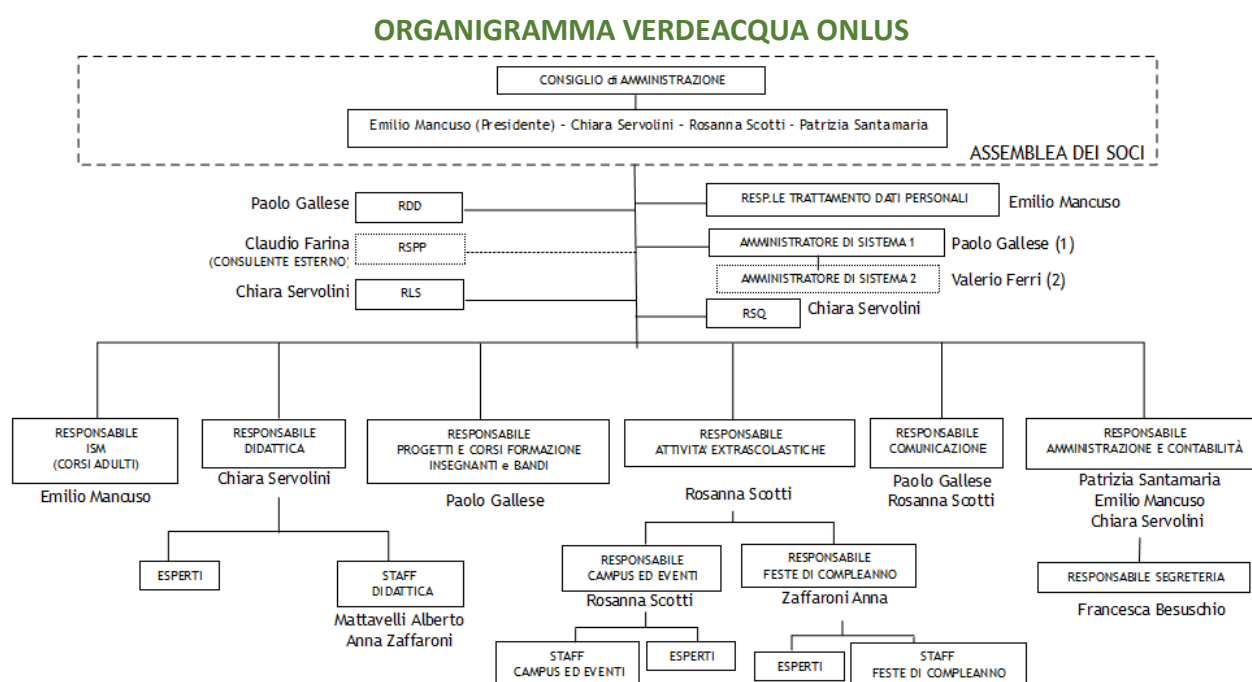 ORGANIGRAMMA VERDEACQUA ONLUS
CONSIGLIO di AMMINISTRAZIONE
Emilio Mancuso (Presidente) - Chiara Servolini - Rosanna Scotti - Patrizia Santamaria
ASSEMBLEA DEI SOCI
Paolo Gallese
RDD
RESP.LE TRATTAMENTO DATI PERSONALI
Emilio Mancuso
Claudio Farina
(CONSULENTE ESTERNO)
RSPP
AMMINISTRATORE DI SISTEMA 1
Paolo Gallese (1)
AMMINISTRATORE DI SISTEMA 2
Valerio Ferri (2)
Chiara Servolini
RLS
RSQ
Chiara Servolini
RESPONSABILE
ISM
(CORSI ADULTI)
Emilio Mancuso
RESPONSABILE
DIDATTICA
Chiara Servolini
RESPONSABILE
PROGETTI E CORSI FORMAZIONE
INSEGNANTI e BANDI
Paolo Gallese
RESPONSABILE
ATTIVITA' EXTRASCOLASTICHE
Rosanna Scotti
RESPONSABILE
COMUNICAZIONE
Paolo Gallese
Rosanna Scotti
RESPONSABILE
AMMINISTRAZIONE E CONTABILITÀ
Patrizia Santamaria
Emilio Mancuso
Chiara Servolini
ESPERTI
STAFF
DIDATTICA
Mattavelli Alberto
Anna Zaffaroni
RESPONSABILE
CAMPUS ED EVENTI
Rosanna Scotti
RESPONSABILE
FESTE DI COMPLEANNO
Zaffaroni Anna
RESPONSABILE SEGRETERIA
Francesca Besuschio
STAFF
CAMPUS ED EVENTI
ESPERTI
ESPERTI
STAFF
FESTE DI COMPLEANNO